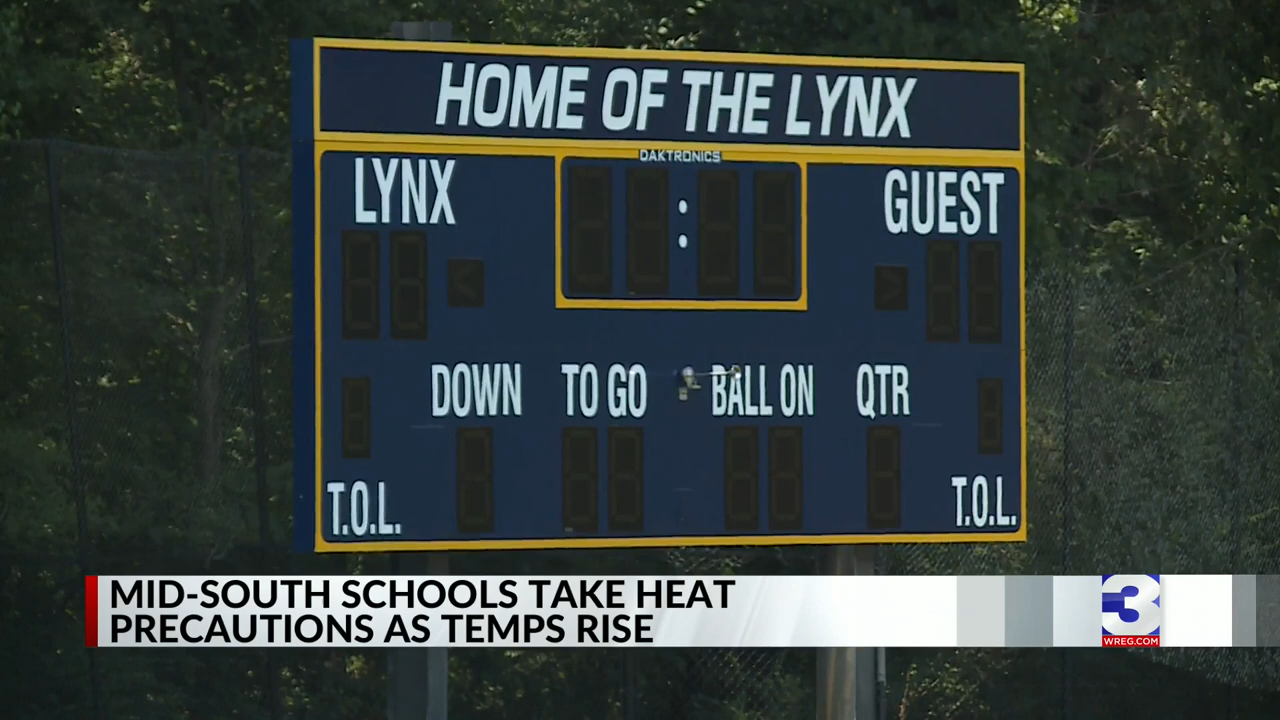 HOME OF THE LYNX
DAKTRONICS
LYNX
:
GUEST
DOWN
TO GO
BALL ON
QTR
T.O.L.
T.O.L.
MID-SOUTH SCHOOLS TAKE HEAT
PRECAUTIONS AS TEMPS RISE
3
WREG.COM